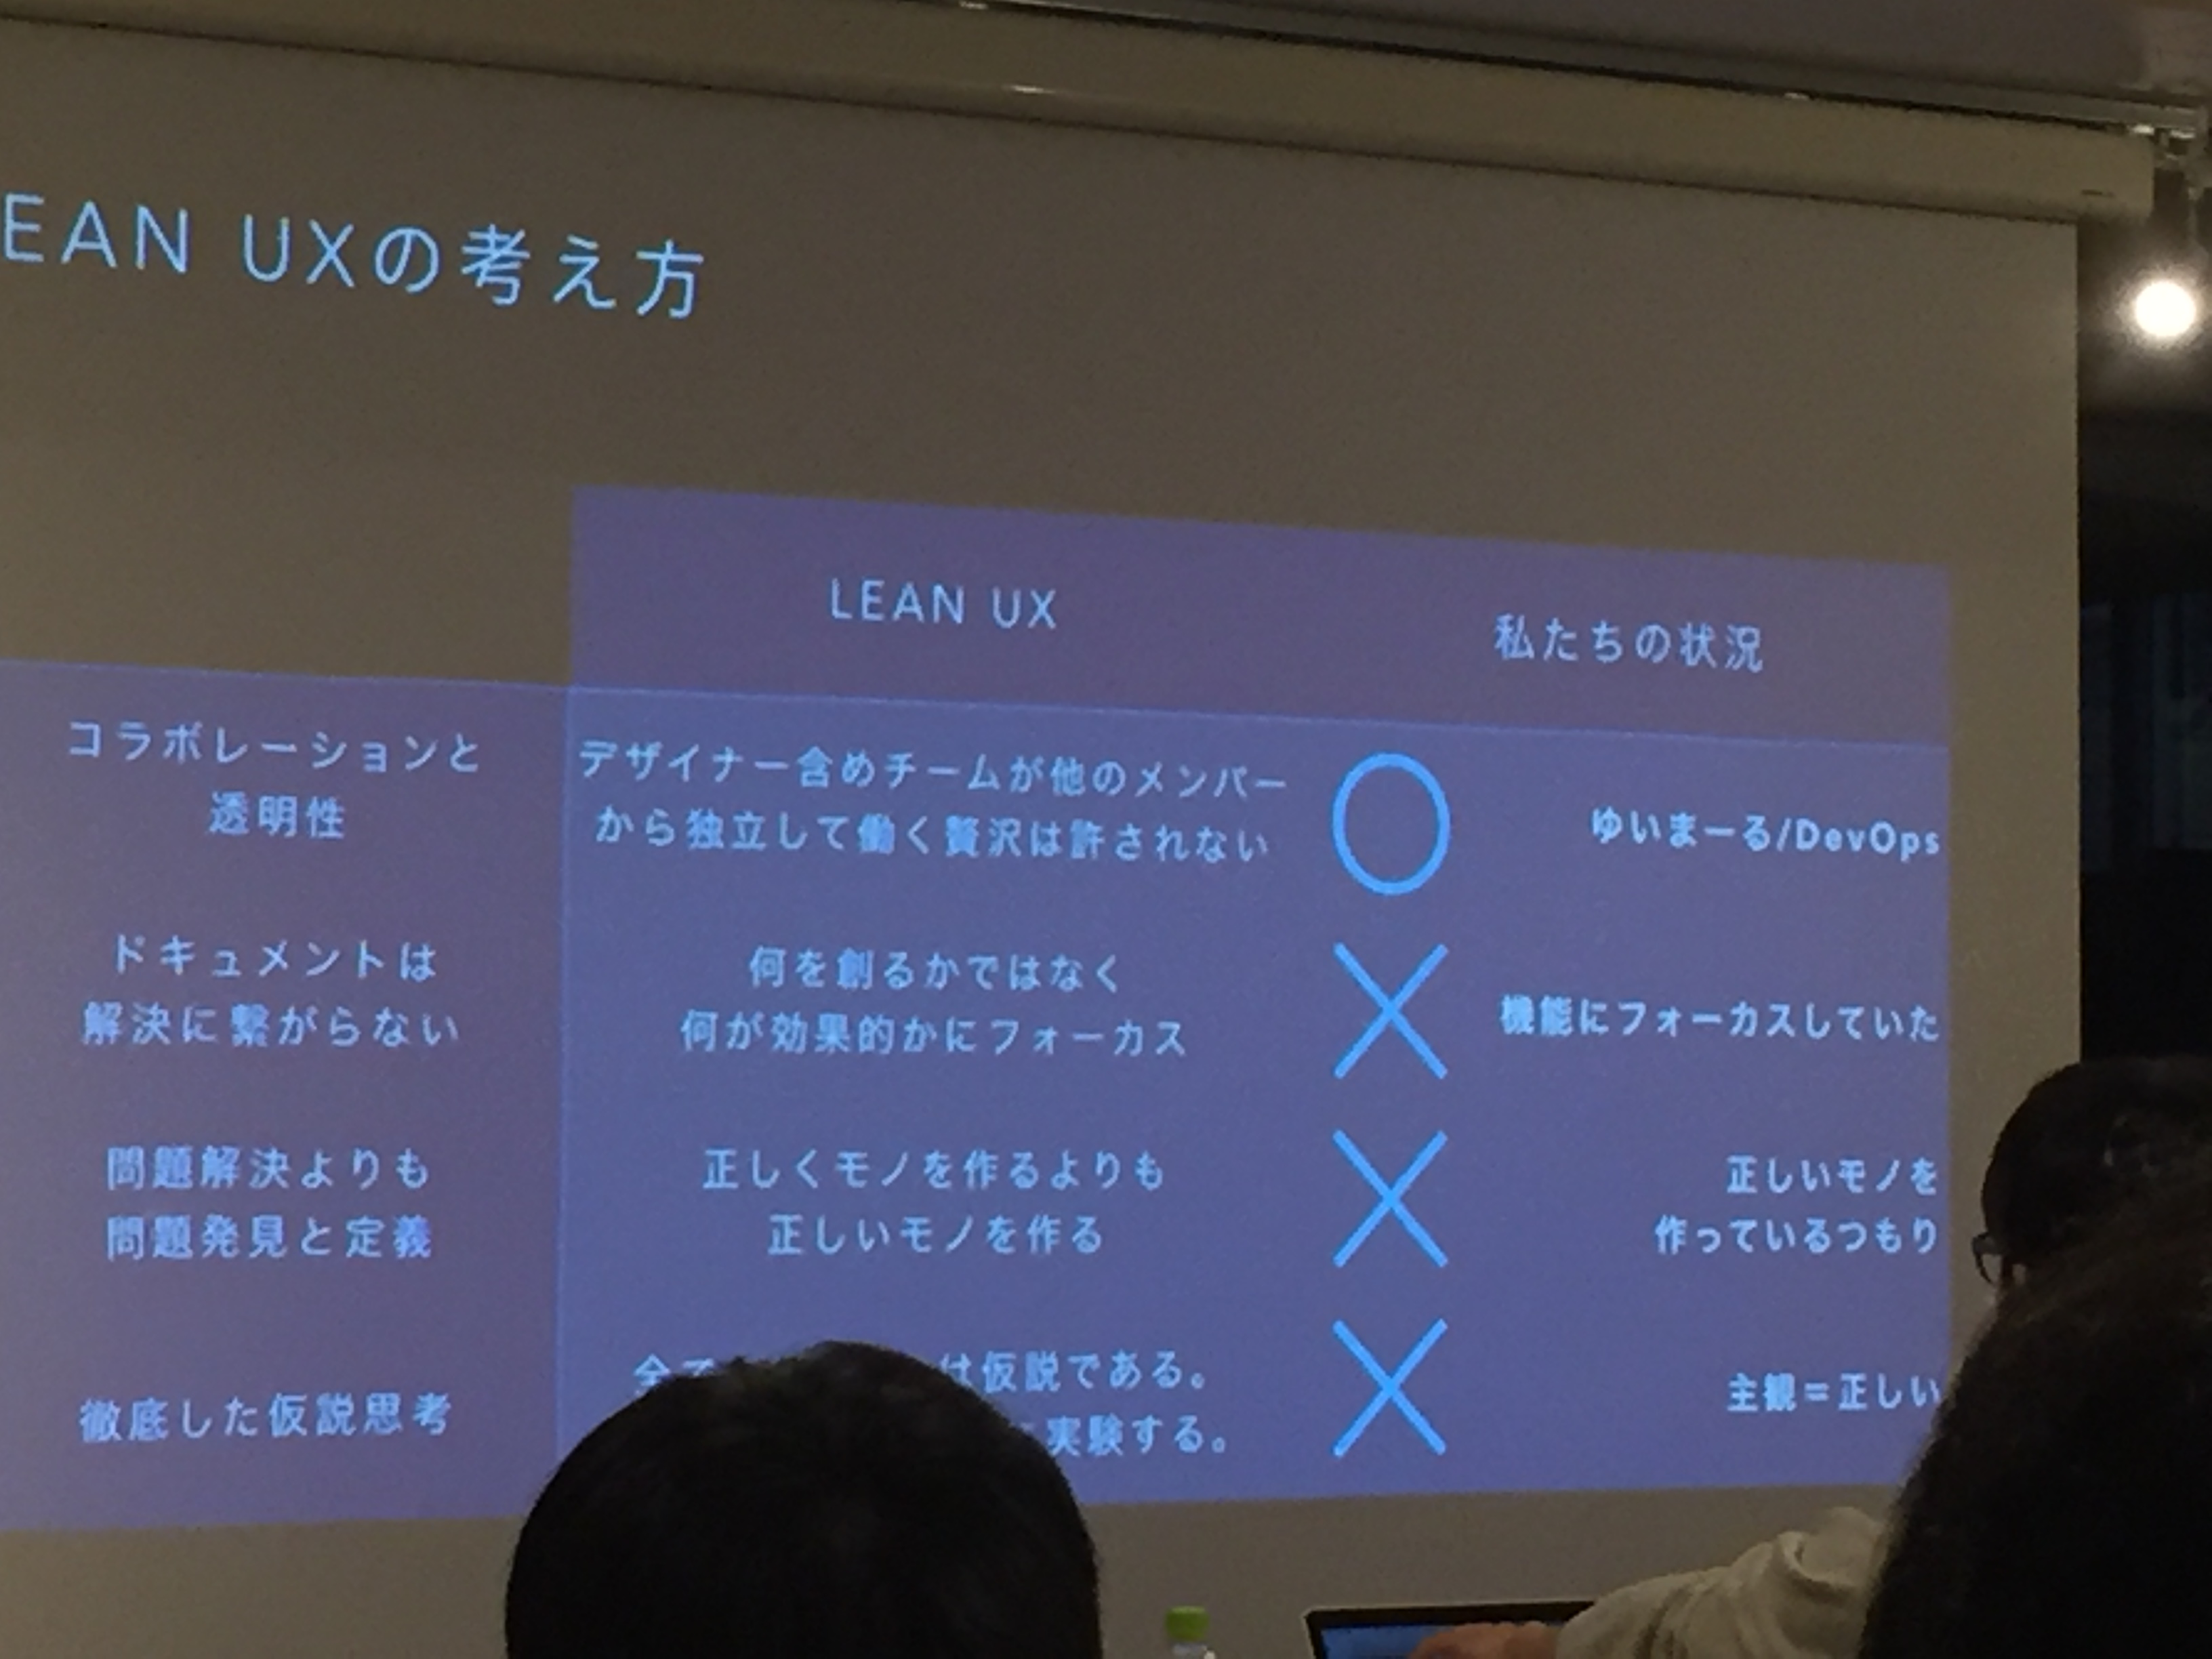 EAN UXの考え方
LEAN UX
私たちの状況
コラボレーションと
透明性
デザイナー含めチームが他のメンバー
から独立して働く贅沢は許されない
○
ゆいまーる/DevOps
ドキュメントは
解決に繋がらない
何を創るかではなく
何が効果的かにフォーカス
×
機能にフォーカスしていた
問題解決よりも
問題発見と定義
正しくモノを作るよりも
正しいモノを作る
×
正しいモノを
作っているつもり
徹底した仮説思考
は仮説である。
実験する。
×
主観=正しい